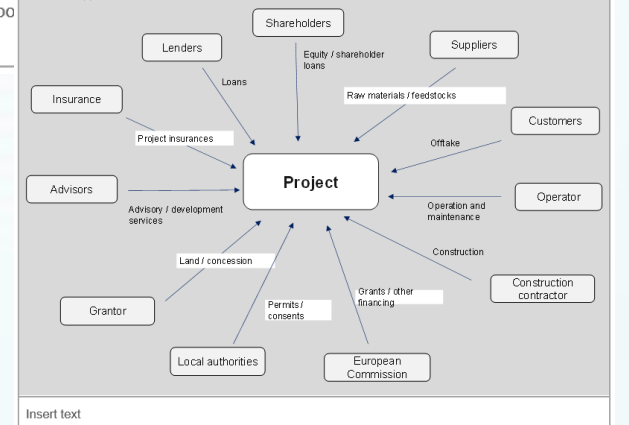 Shareholders
Lenders
Suppliers
Equity / shareholder
loans
Loans
Insurance
Raw materials / feedstocks
Customers
Project insurances
Offtake
Project
Advisors
Operator
Advisory / development
services
Operation and
maintenance
Construction
Land / concession
Construction
contractor
Grants / other
financing
Permits /
consents
Grantor
Local authorities
European
Commission
Insert text